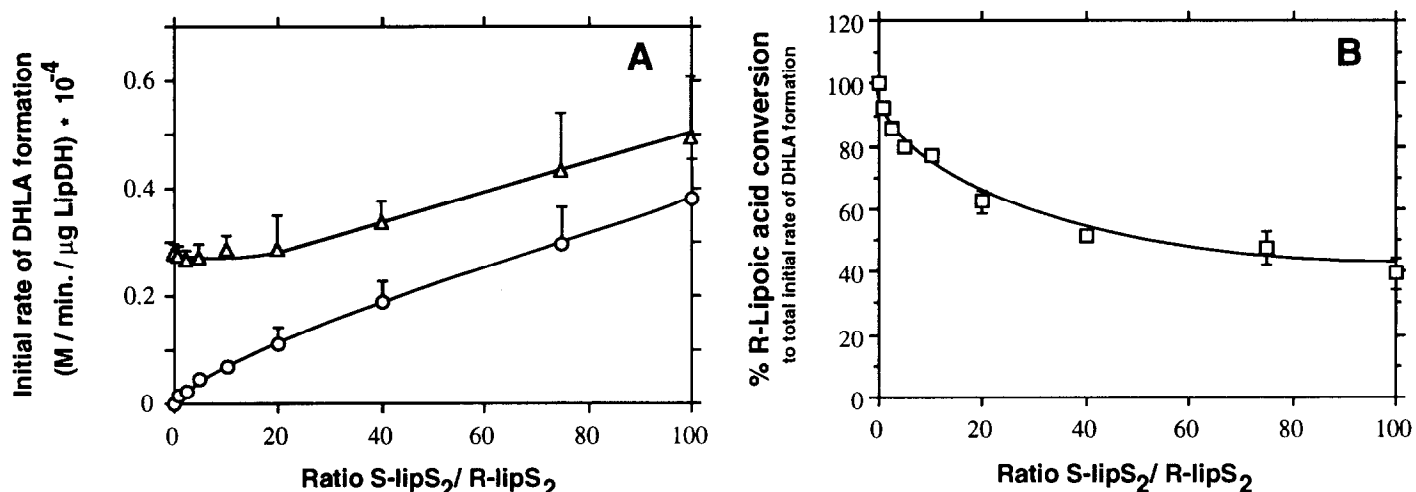 A
Initial rate of DHLA formation
(M / min. / μg LipDH) * 10-4
0.6
0.4
0.2
0
0
20
40
60
80
100
Ratio S-lipS2/ R-lipS2
B
% R-Lipoic acid conversion
to total initial rate of DHLA formation
120
100
80
60
40
20
0
0
20
40
60
80
100
Ratio S-lipS2/ R-lipS2